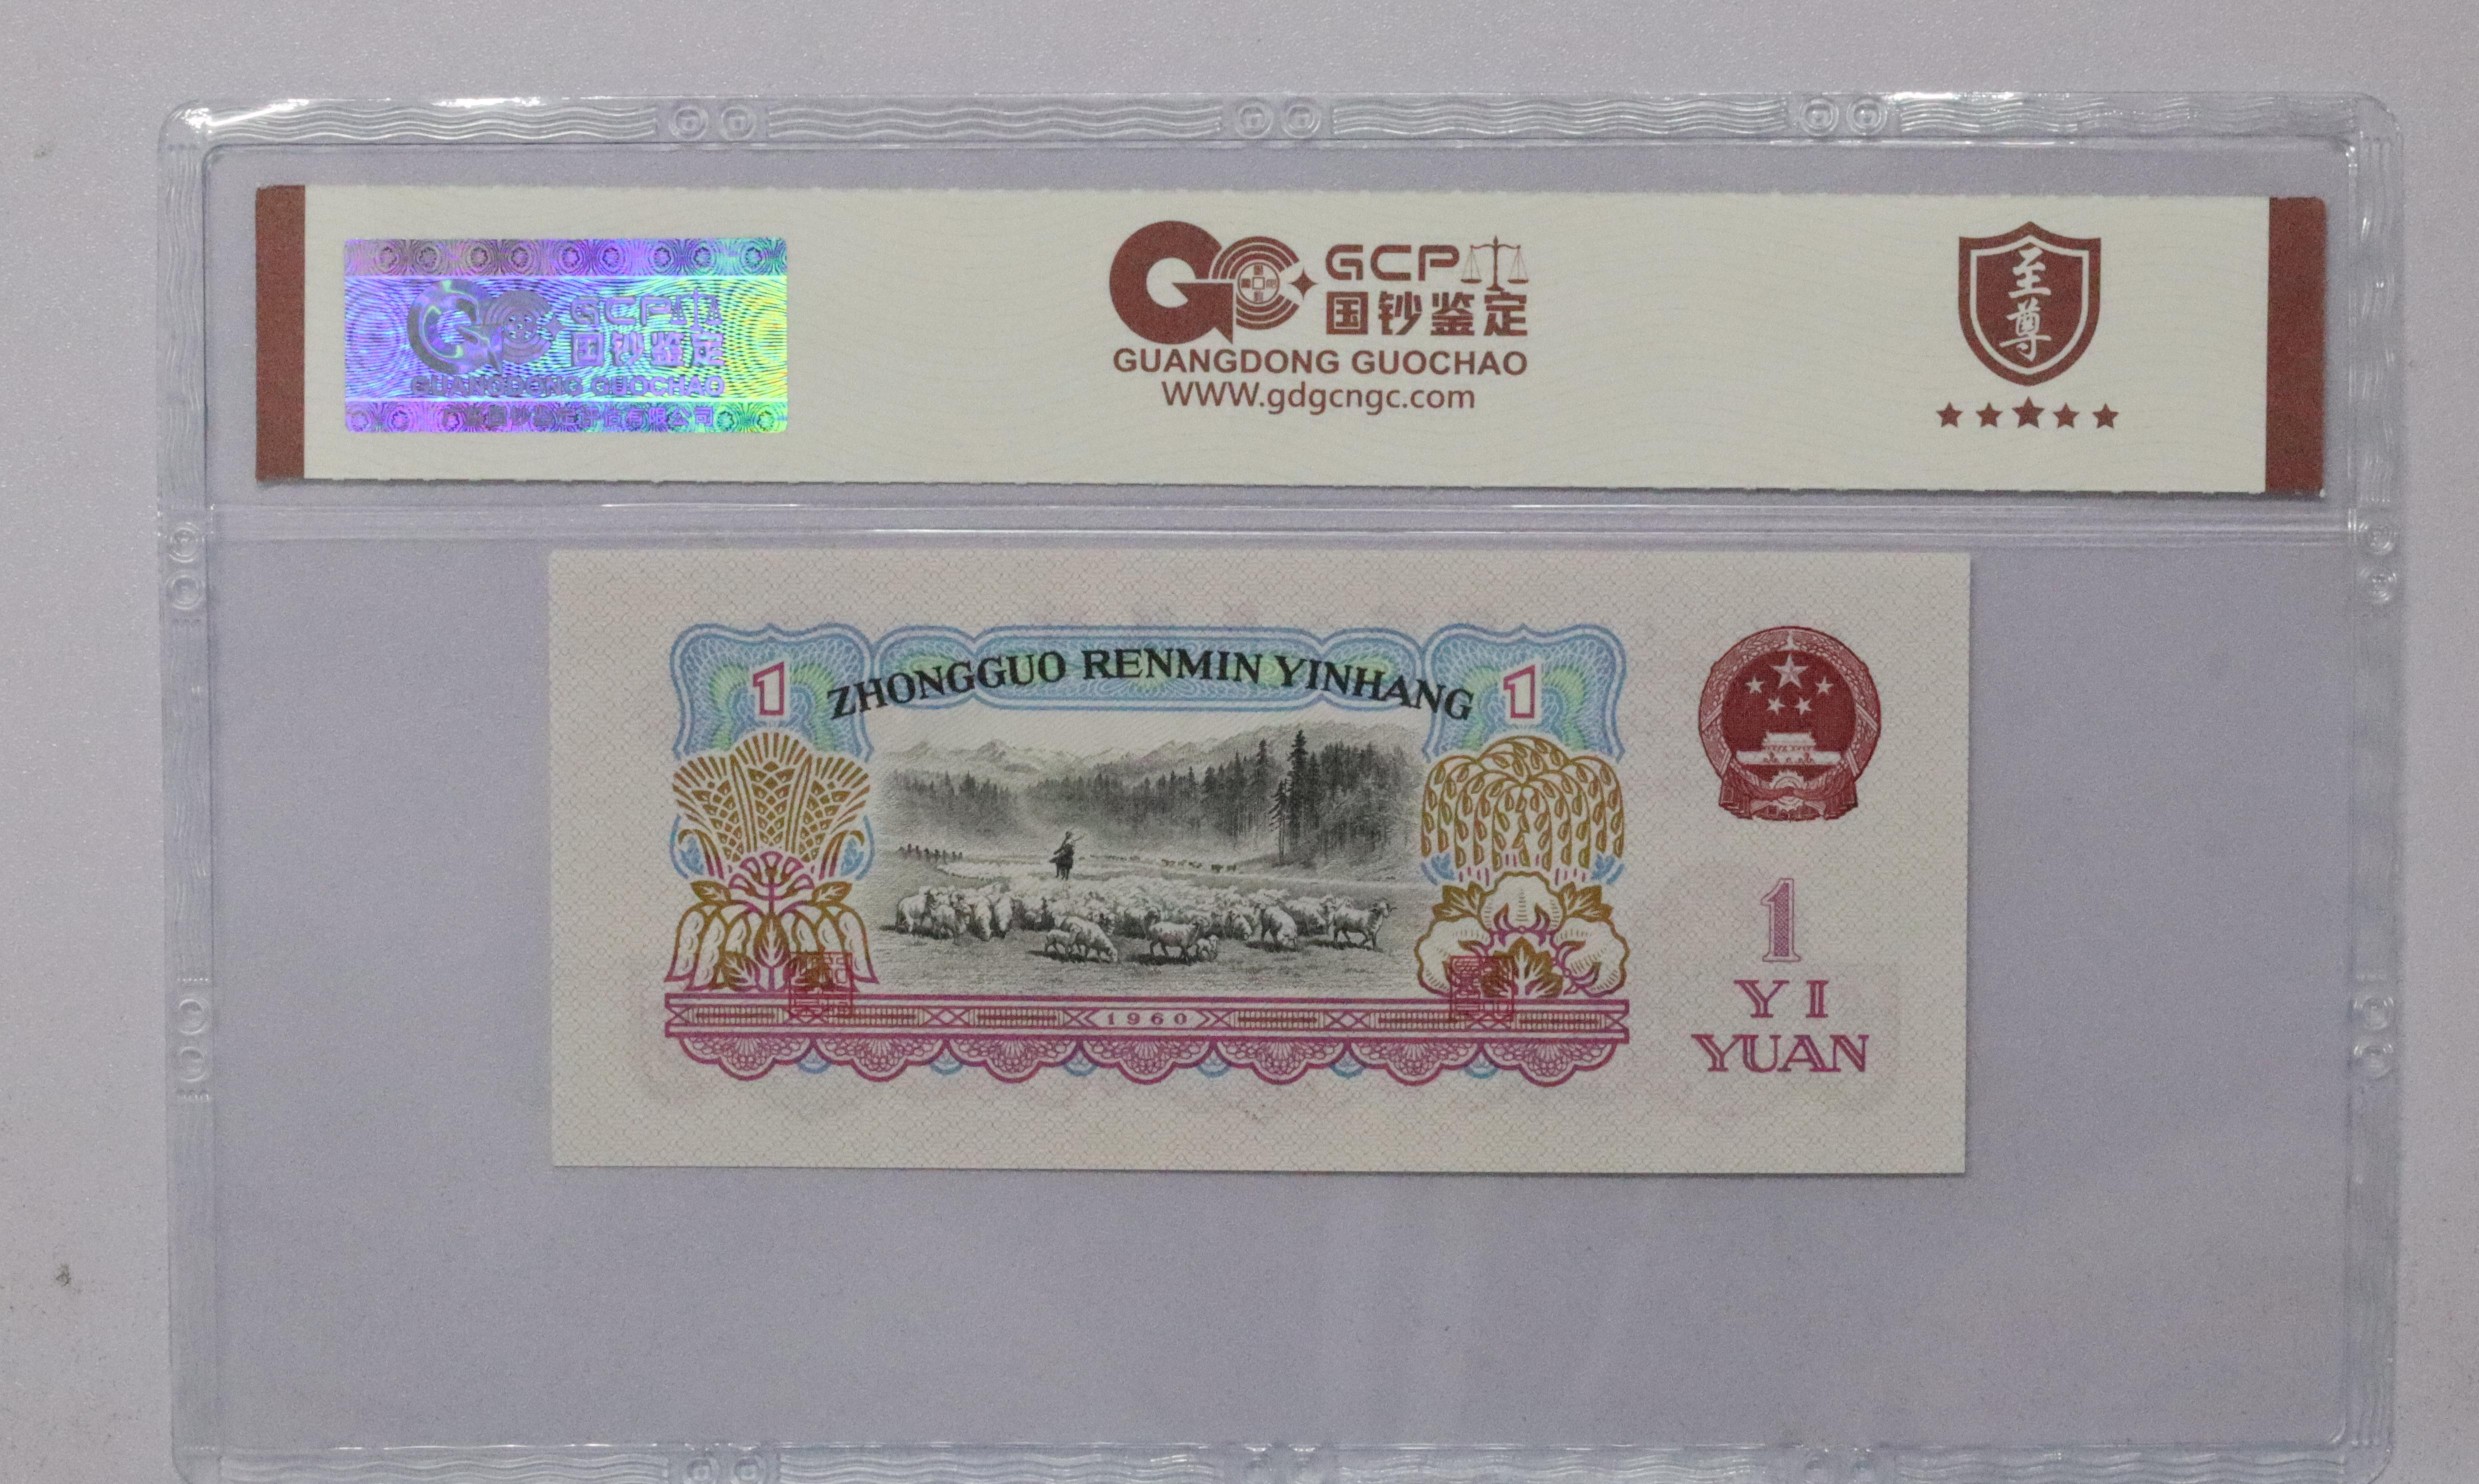 GCP
国钞鉴定
GUANGDONG GUOCHAO
GCP
国钞鉴定
GUANGDONG GUOCHAO
WWW.gdgcngc.com
至尊
ZHONGGUO RENMIN YINHANG
1
1
1
YI
YUAN
1960